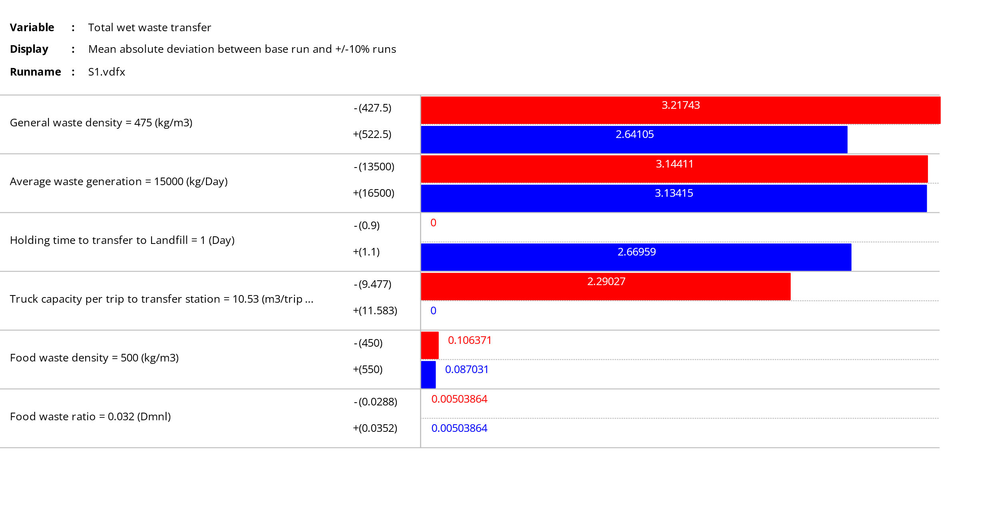 Variable : Total wet waste transfer
Display : Mean absolute deviation between base run and +/-10% runs
Runname : S1.vdfx
General waste density = 475 (kg/m3)
-(427.5)
3.21743
+(522.5)
2.64105
Average waste generation = 15000 (kg/Day)
-(13500)
3.14411
+(16500)
3.13415
Holding time to transfer to Landfill = 1 (Day)
-(0.9)
0
+(1.1)
2.66959
Truck capacity per trip to transfer station = 10.53 (m3/trip ...
-(9.477)
2.29027
+(11.583)
0
Food waste density = 500 (kg/m3)
-(450)
0.106371
+(550)
0.087031
Food waste ratio = 0.032 (Dmnl)
-(0.0288)
0.00503864
+(0.0352)
0.00503864